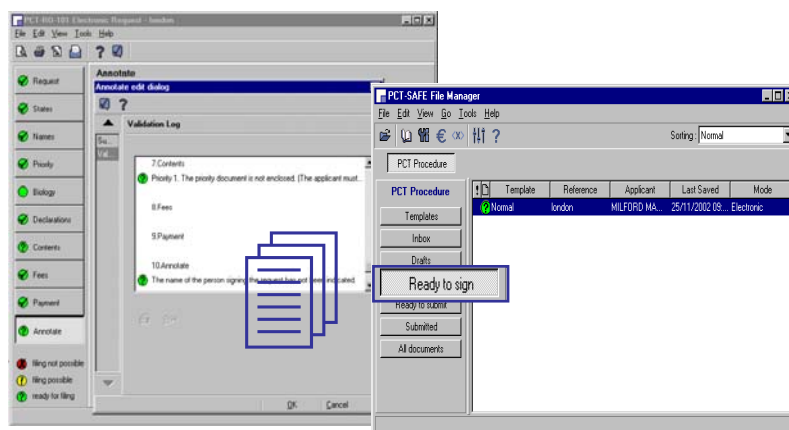 PCT-RO-101 Electronic Request - london
File Edit View Tools Help
Request
States
Names
Priority
Biology
Declarations
Contents
Fees
Payment
Annotate
filing not possible
filing possible
ready for filing
Annotate
Annotate edit dialog
Validation Log
Su...
Val...
7.Contents
Priority 1. The priority document is not enclosed. (The applicant must...
8.Fees
9.Payment
10.Annotate
The name of the person signing the request has not been indicated.
OK Cancel
PCT-SAFE File Manager
File Edit View Go Tools Help
Sorting: Normal
PCT Procedure
PCT Procedure
Templates
Inbox
Drafts
Ready to sign
Ready to submit
Submitted
All documents
Template Reference Applicant Last Saved Mode
Normal london MILFORD MA... 25/11/2002 09:... Electronic